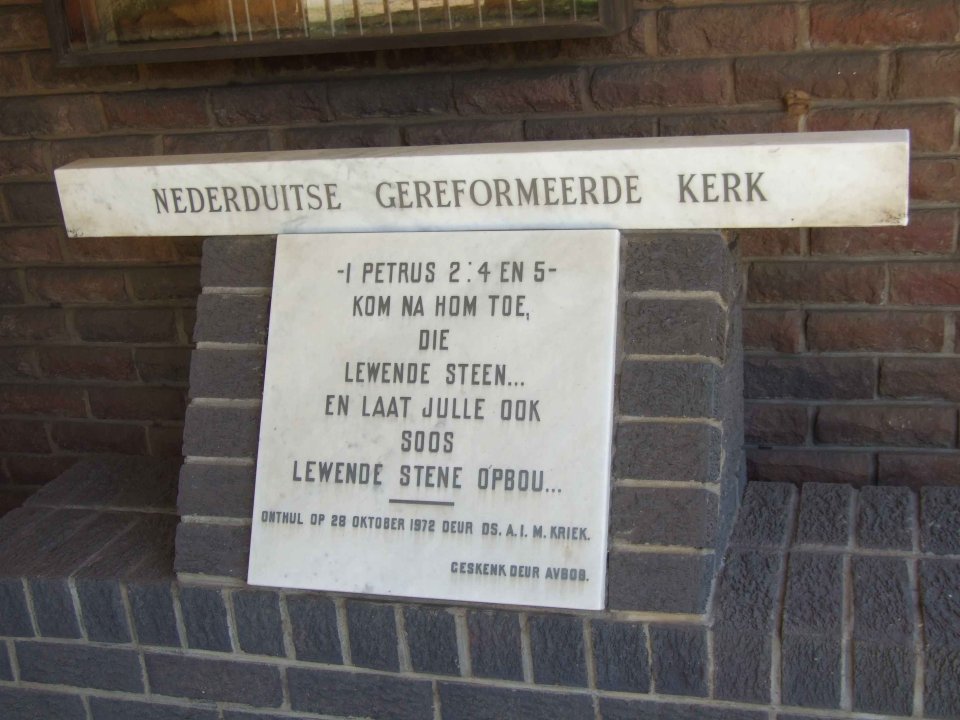 NEDERDUITSE GEREFORMEERDE KERK
-1 PETRUS 2:4 EN 5-
KOM NA HOM TOE,
DIE
LEWENDE STEEN...
EN LAAT JULLE OOK
SOOS
LEWENDE STENE OPBOU...
ONTHUL OP 28 OKTOBER 1972 DEUR DS. A. I. M. KRIEK.
GESKENK DEUR AVBOB.